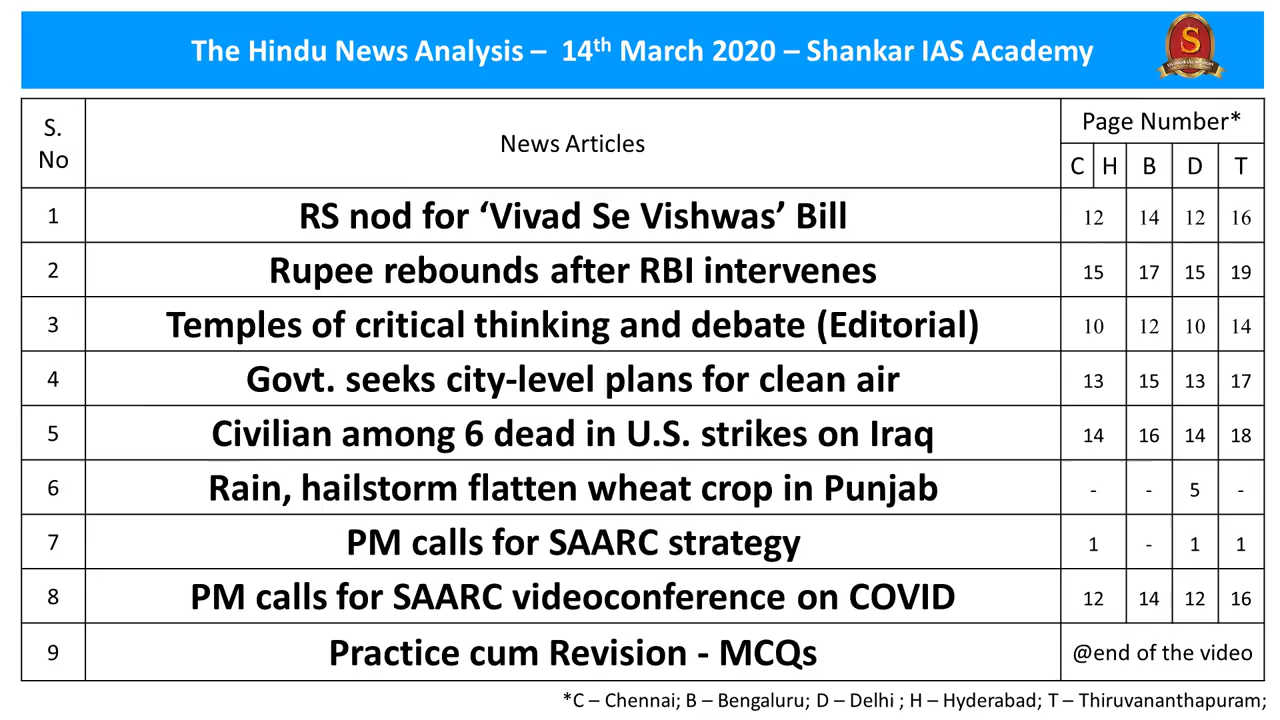 The Hindu News Analysis – 14th March 2020 – Shankar IAS Academy
S
S. No
News Articles
Page Number*
C H B D T
1 RS nod for ‘Vivad Se Vishwas’ Bill 12 14 12 16
2 Rupee rebounds after RBI intervenes 15 17 15 19
3 Temples of critical thinking and debate (Editorial) 10 12 10 14
4 Govt. seeks city-level plans for clean air 13 15 13 17
5 Civilian among 6 dead in U.S. strikes on Iraq 14 16 14 18
6 Rain, hailstorm flatten wheat crop in Punjab - - 5 -
7 PM calls for SAARC strategy 1 - 1 1
8 PM calls for SAARC videoconference on COVID 12 14 12 16
9 Practice cum Revision - MCQs @end of the video
*C – Chennai; B – Bengaluru; D – Delhi ; H – Hyderabad; T – Thiruvananthapuram;